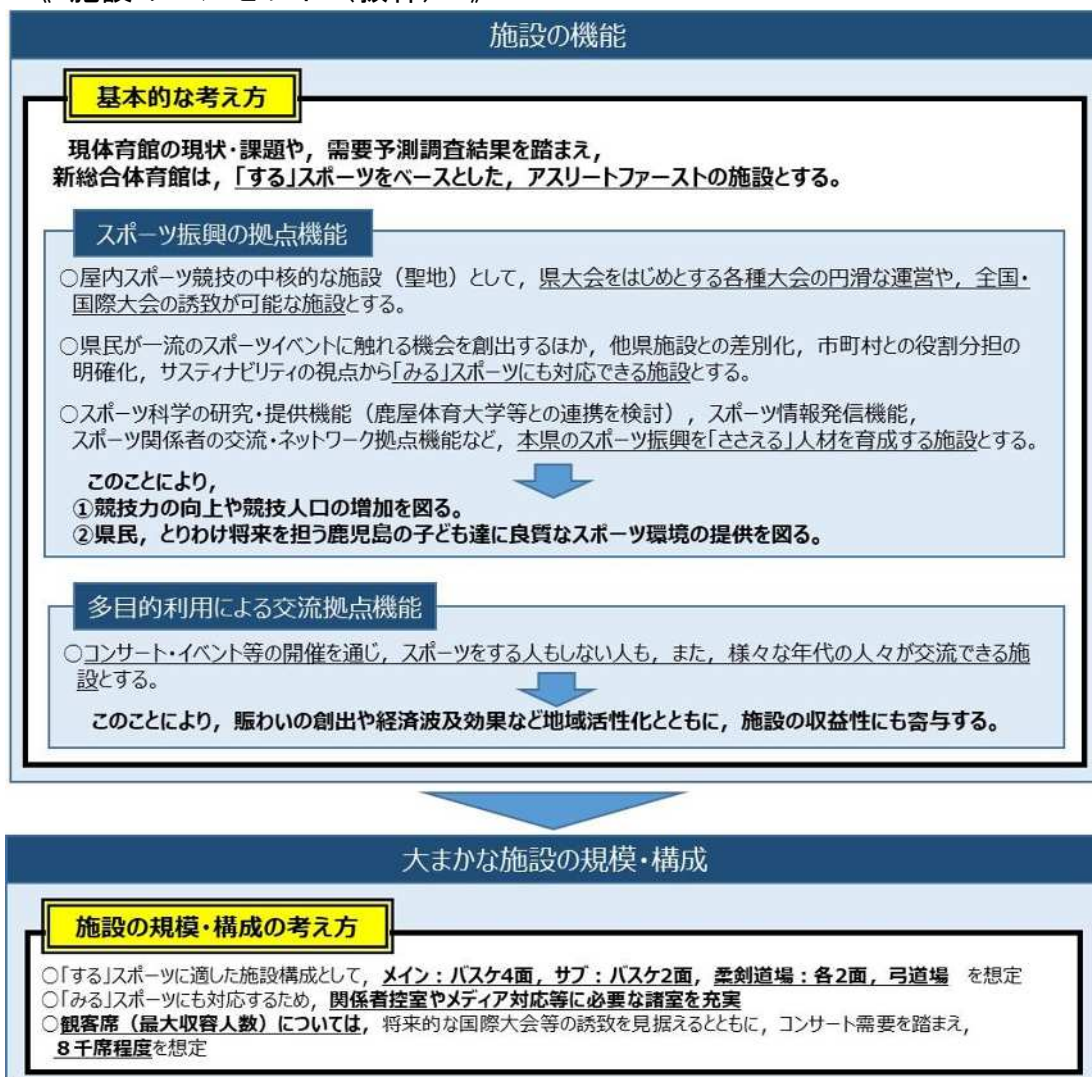 施設の機能
基本的な考え方
現体育館の現状・課題や，需要予測調査結果を踏まえ，
新総合体育館は，「する」スポーツをベースとした，アスリートファーストの施設とする。
スポーツ振興の拠点機能
○屋内スポーツ競技の中核的な施設（聖地）として，県大会をはじめとする各種大会の円滑な運営や，全国・
国際大会の誘致が可能な施設とする。
○県民が一流のスポーツイベントに触れる機会を創出するほか，他県施設との差別化，市町村との役割分担の
明確化，サスティナビリティの視点から「みる」スポーツにも対応できる施設とする。
○スポーツ科学の研究・提供機能（鹿屋体育大学等との連携を検討），スポーツ情報発信機能，
スポーツ関係者の交流・ネットワーク拠点機能など，本県のスポーツ振興を「ささえる」人材を育成する施設とする。
このことにより，
①競技力の向上や競技人口の増加を図る。
②県民，とりわけ将来を担う鹿児島の子ども達に良質なスポーツ環境の提供を図る。
多目的利用による交流拠点機能
○コンサート・イベント等の開催を通じ，スポーツをする人もしない人も，また，様々な年代の人々が交流できる施
設とする。
このことにより，賑わいの創出や経済波及効果など地域活性化とともに，施設の収益性にも寄与する。
大まかな施設の規模・構成
施設の規模・構成の考え方
○「する」スポーツに適した施設構成として，メイン：バスケ4面，サブ：バスケ2面，柔剣道場：各2面，弓道場　を想定
○「みる」スポーツにも対応するため，関係者控室やメディア対応等に必要な諸室を充実
○観客席（最大収容人数）については，将来的な国際大会等の誘致を見据えるとともに，コンサート需要を踏まえ，
８千席程度を想定